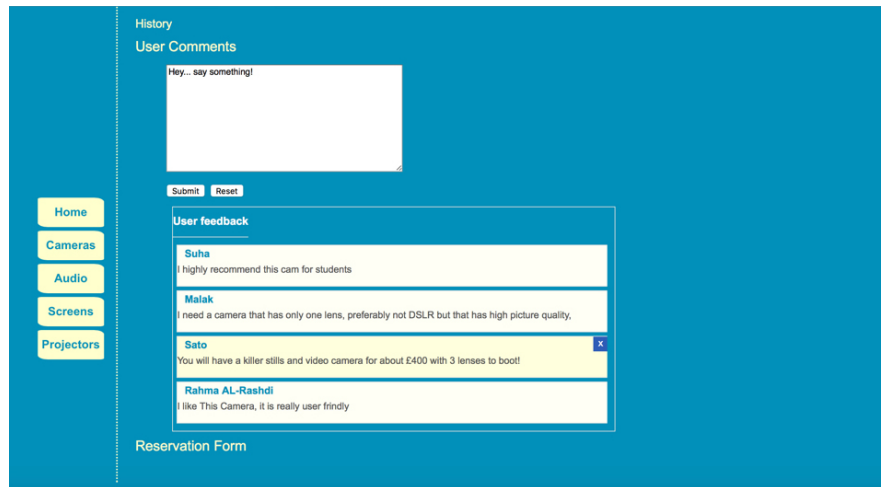 History
User Comments
Hey... say something!
Submit Reset
Home
Cameras
Audio
Screens
Projectors
User feedback
Suha
I highly recommend this cam for students
Malak
I need a camera that has only one lens, preferably not DSLR but that has high picture quality,
Sato
x
You will have a killer stills and video camera for about £400 with 3 lenses to boot!
Rahma AL-Rashdi
I like This Camera, it is really user frindly
Reservation Form